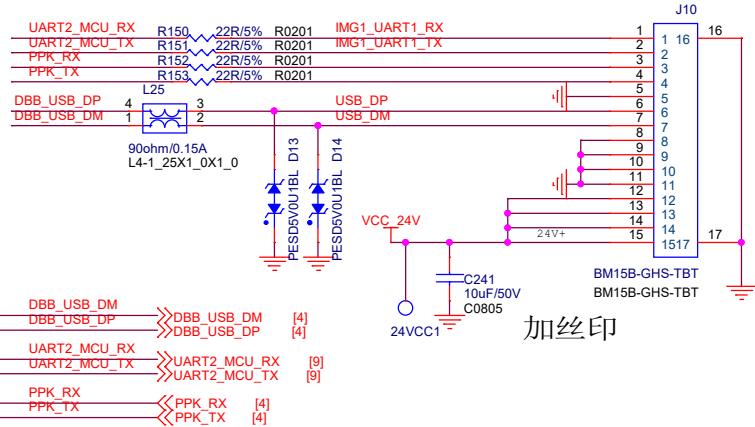 J10
UART2_MCU_RX R150 22R/5% R0201 IMG1_UART1_RX 1 1 16 16
UART2_MCU_TX R151 22R/5% R0201 IMG1_UART1_TX 2 2
PPK_RX R152 22R/5% R0201 3 3
PPK_TX R153 22R/5% R0201 4 4
L25 5 5
DBB_USB_DP 4 3 USB_DP 6 6
DBB_USB_DM 1 2 USB_DM 7 7
8 8
90ohm/0.15A 9 9
L4-1_25X1_0X1_0 10 10
11 11
PESD5V0U1BL D13
PESD5V0U1BL D14
12 12
13 13
VCC_24V 14 14
24V+ 15 1517 17
BM15B-GHS-TBT
BM15B-GHS-TBT
C241
10uF/50V
C0805
24VCC1
加丝印
DBB_USB_DM DBB_USB_DM [4]
DBB_USB_DP DBB_USB_DP [4]
UART2_MCU_RX UART2_MCU_RX [9]
UART2_MCU_TX UART2_MCU_TX [9]
PPK_RX PPK_RX [4]
PPK_TX PPK_TX [4]